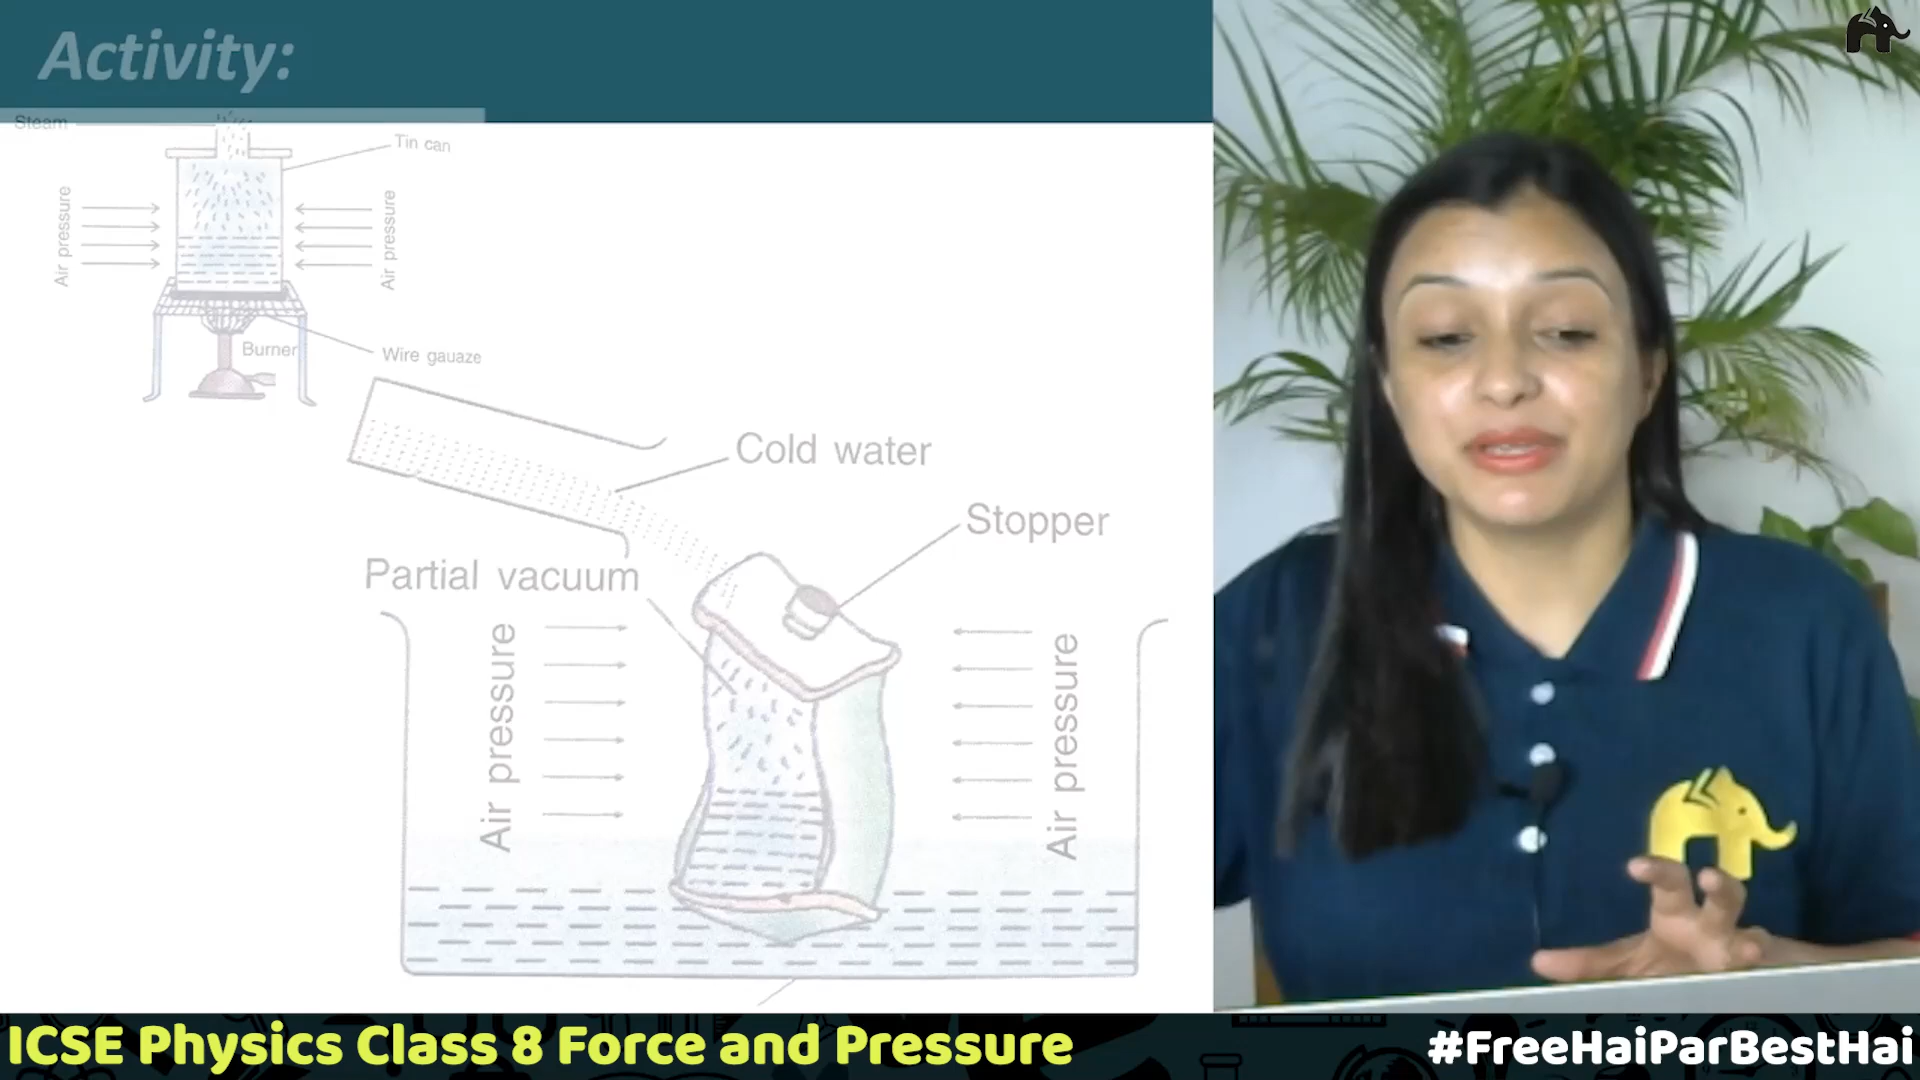 Activity:
Steam
Tin can
Air pressure
Air pressure
Burner
Wire gauaze
Cold water
Stopper
Partial vacuum
Air pressure
Air pressure
ICSE Physics Class 8 Force and Pressure
#FreeHaiParBestHai